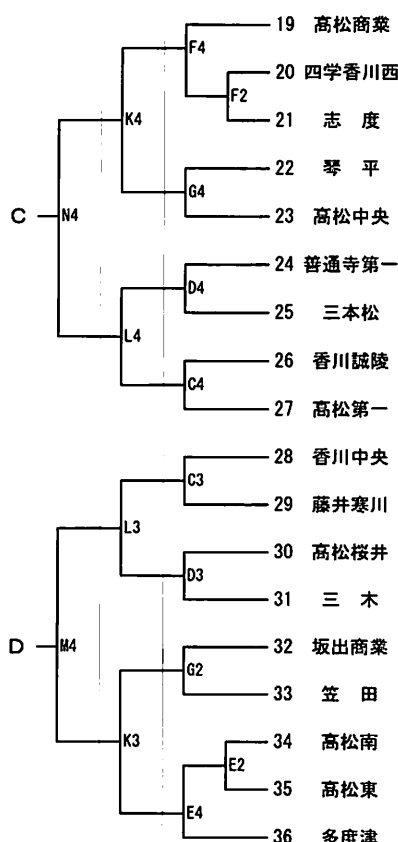 F4 19 高松商業
20 四学香川西
F2
K4 21 志 度
22 琴 平
G4
C N4 23 高松中央
24 善通寺第一
D4
25 三本松
L4
26 香川誠陵
C4
27 高松第一
28 香川中央
C3
29 藤井寒川
L3
30 高松桜井
D3
31 三 木
D M4 32 坂出商業
G2
33 笠 田
K3 34 高松南
E2
35 高松東
E4
36 多度津